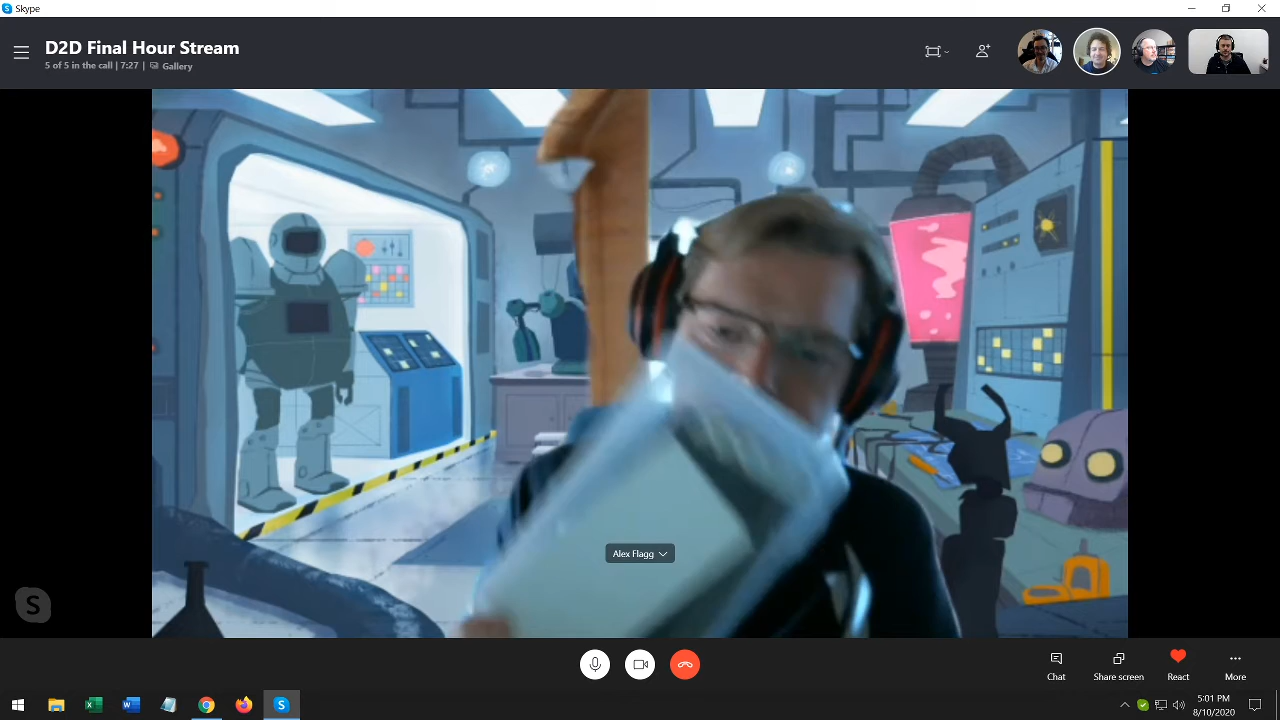 Skype
D2D Final Hour Stream
5 of 5 in the call | 7:27 | Gallery
Alex Flagg
S
Chat
Share screen
React
More
5:01 PM
8/10/2020